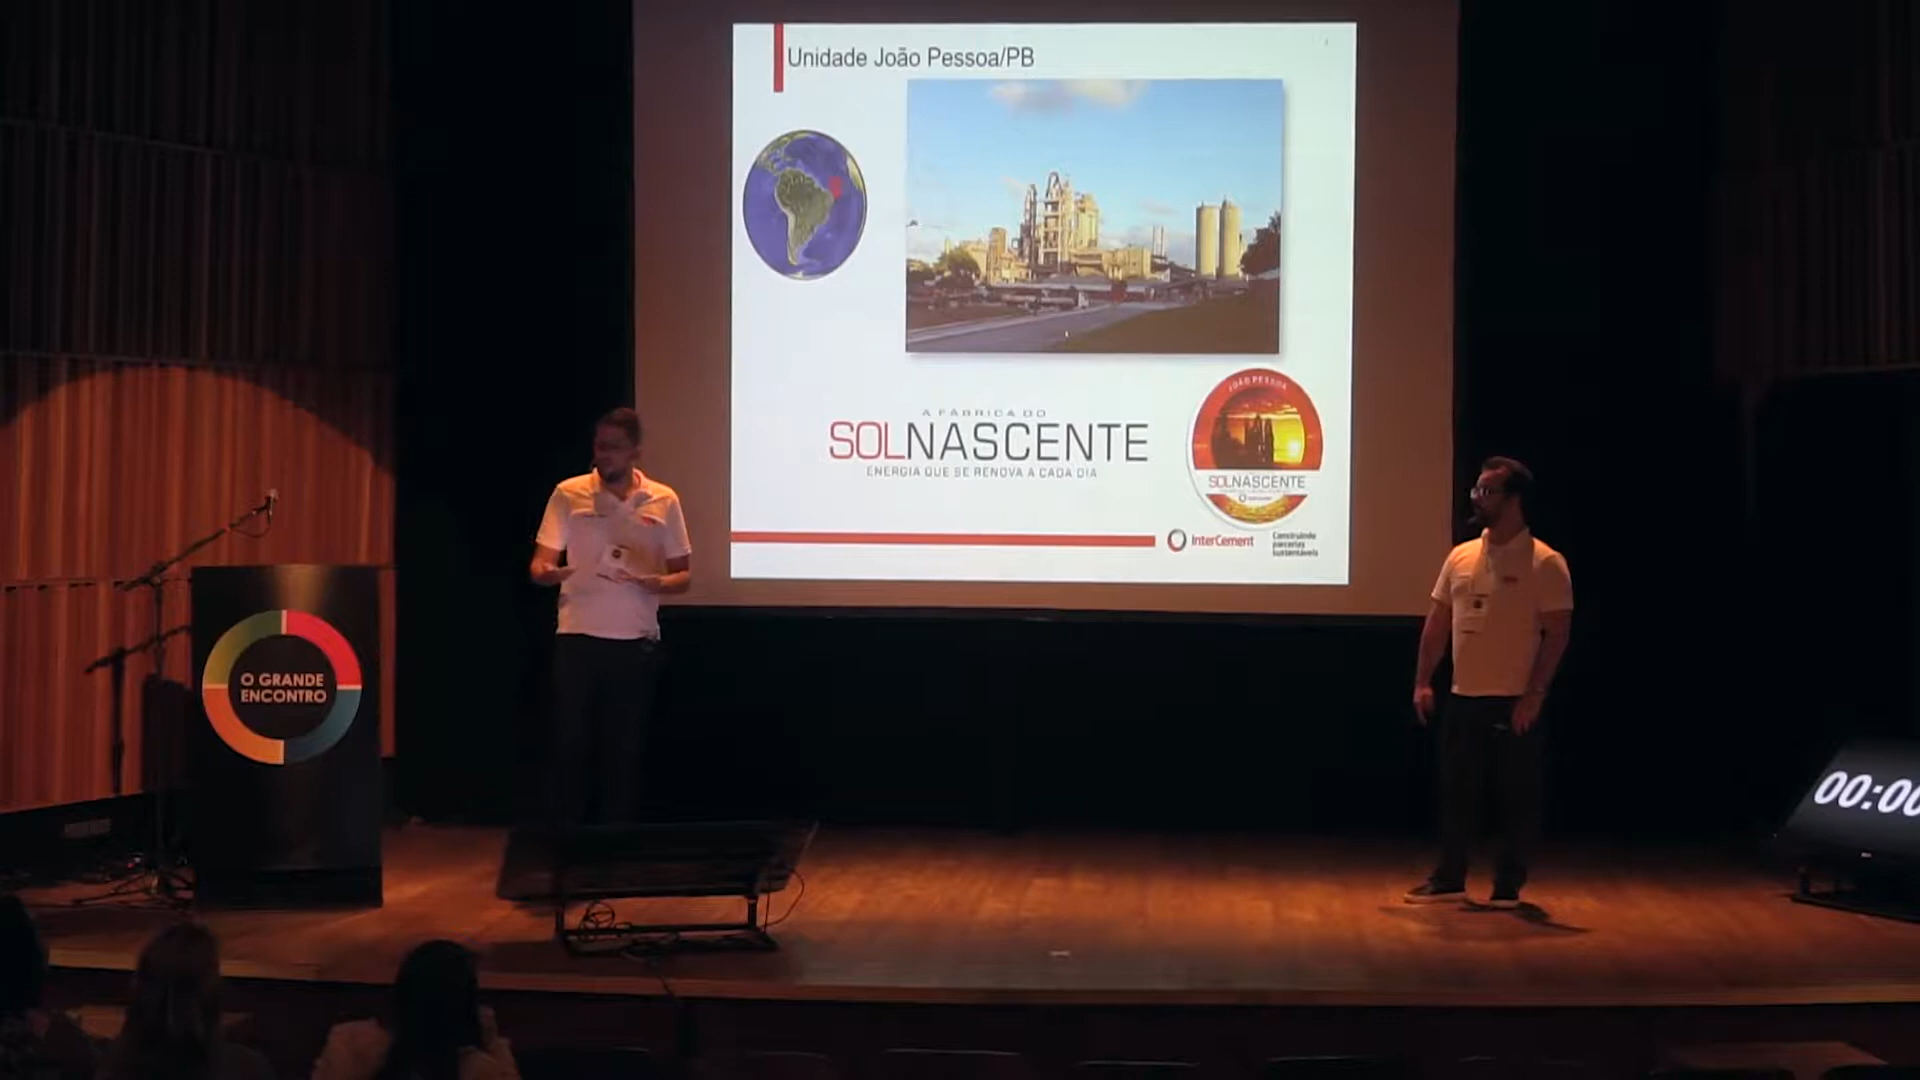 Unidade João Pessoa/PB
A FÁBRICA DO
SOLNASCENTE
ENERGIA QUE SE RENOVA A CADA DIA
JOÃO PESSOA
SOLNASCENTE
InterCement
Construindo
parcerias
sustentáveis
O GRANDE
ENCONTRO
00:00